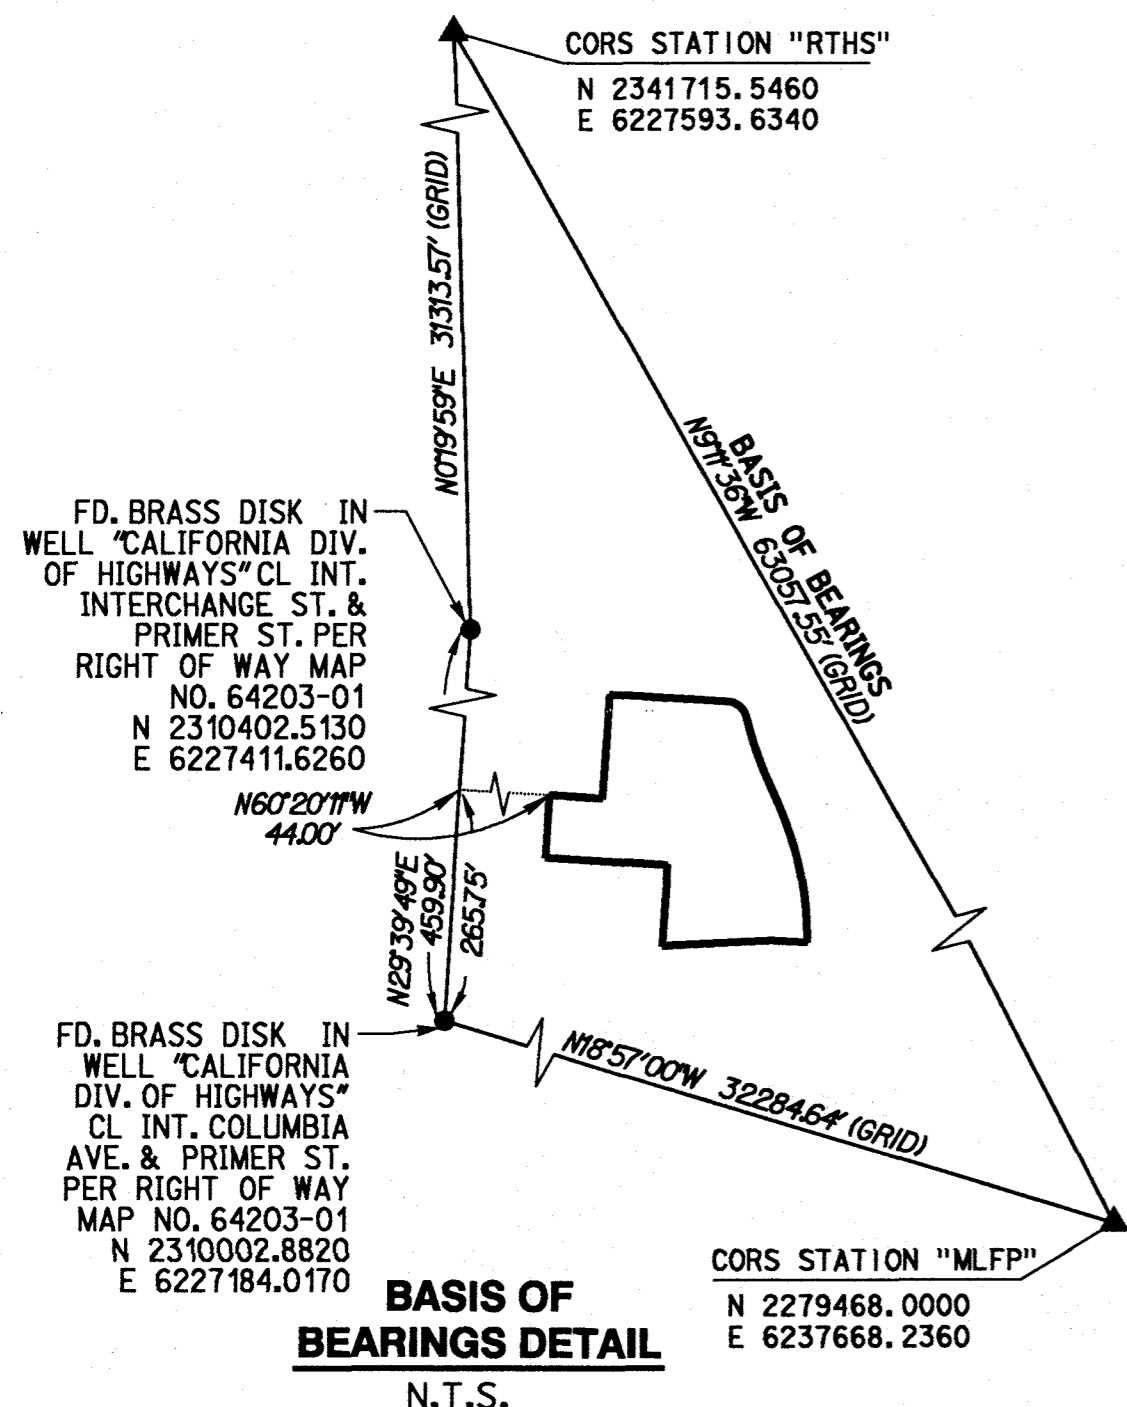 CORS STATION "RTHS"
N 2341715.5460
E 6227593.6340
N0°19'59"E 31313.57' (GRID)
BASIS OF BEARINGS
N9°11'36"W 63057.55' (GRID)
FD. BRASS DISK IN
WELL "CALIFORNIA DIV.
OF HIGHWAYS" CL INT.
INTERCHANGE ST. &
PRIMER ST. PER
RIGHT OF WAY MAP
NO. 64203-01
N 2310402.5130
E 6227411.6260
N60°20'11"W
44.00'
N29°39'49"E
459.90'
265.75'
FD. BRASS DISK IN
WELL "CALIFORNIA
DIV. OF HIGHWAYS"
CL INT. COLUMBIA
AVE. & PRIMER ST.
PER RIGHT OF WAY
MAP NO. 64203-01
N 2310002.8820
E 6227184.0170
N18°57'00"W 32284.64' (GRID)
CORS STATION "MLFP"
N 2279468.0000
E 6237668.2360
BASIS OF
BEARINGS DETAIL
N.T.S.